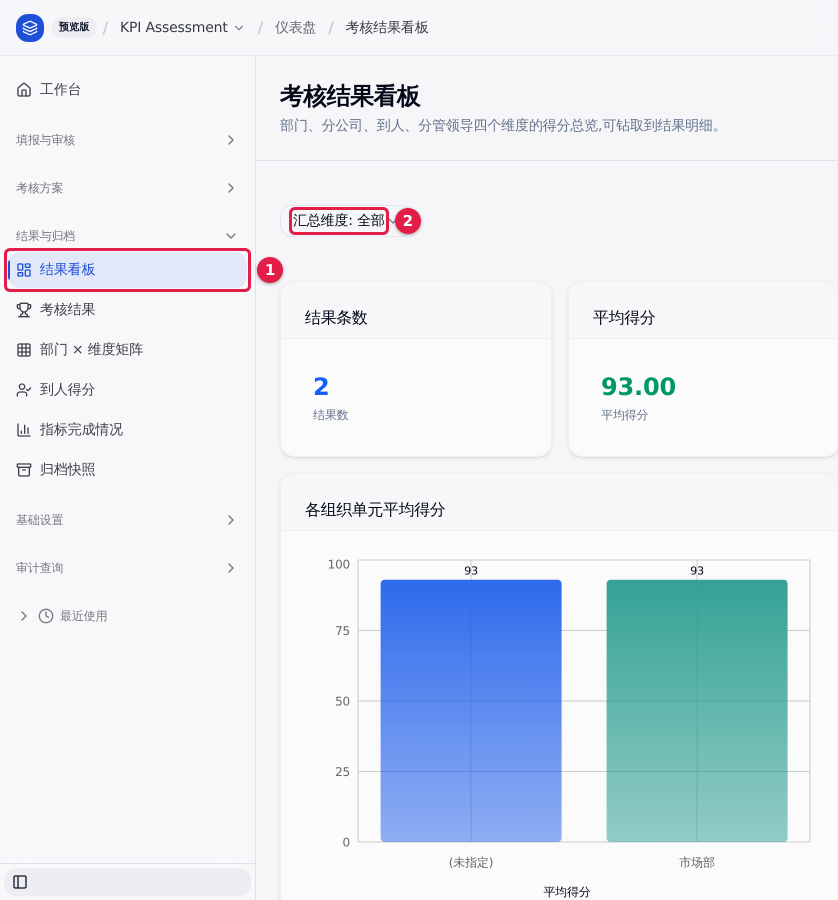 预览版 / KPI Assessment / 仪表盘 / 考核结果看板
工作台
填报与审核
考核方案
结果与归档
结果看板
考核结果
部门 × 维度矩阵
到人得分
指标完成情况
归档快照
基础设置
审计查询
最近使用
考核结果看板
部门、分公司、到人、分管领导四个维度的得分总览,可钻取到结果明细。
汇总维度: 全部
2
1
结果条数
2
结果数
平均得分
93.00
平均得分
各组织单元平均得分
100
75
50
25
0
93
93
(未指定)
市场部
平均得分